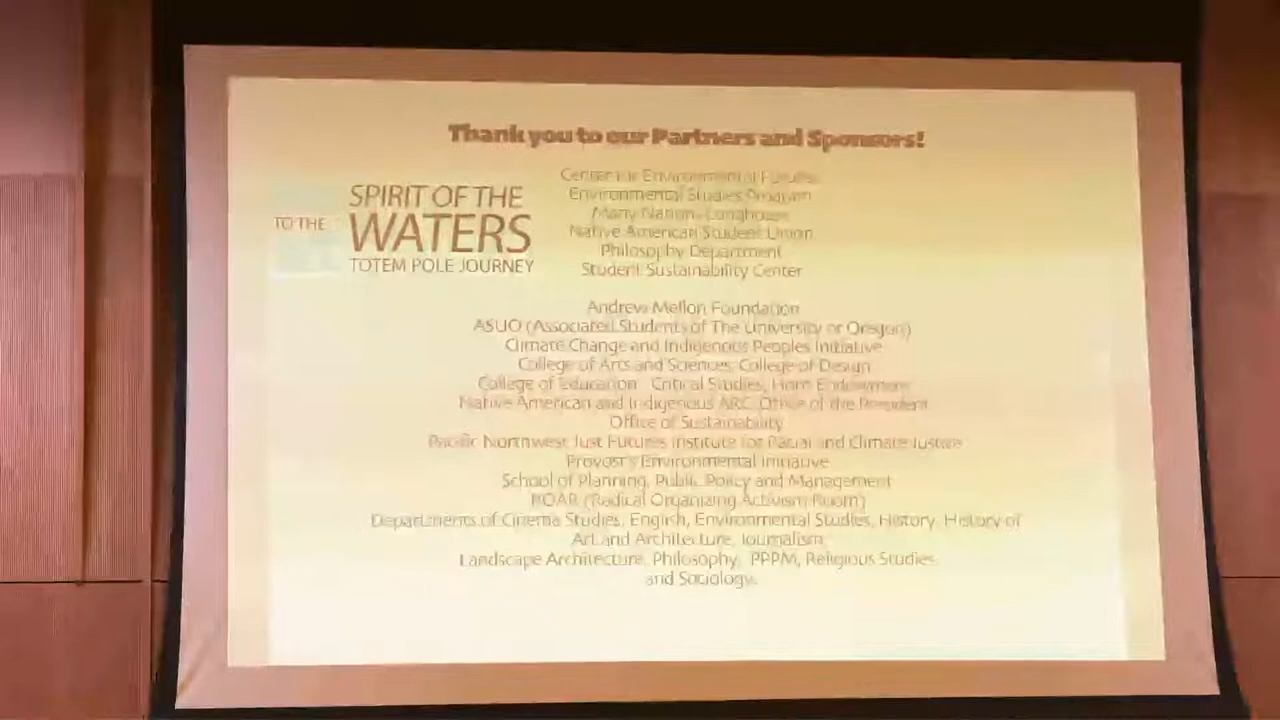 Thank you to our Partners and Sponsors!
TO THE
SPIRIT OF THE
WATERS
TOTEM POLE JOURNEY
Center for Environmental Futures
Environmental Studies Program
Many Nations Longhouse
Native American Student Union
Philosophy Department
Student Sustainability Center
Andrew Mellon Foundation
ASUO (Associated Students of The University of Oregon)
Climate Change and Indigenous Peoples Initiative
College of Arts and Sciences, College of Design
College of Education - Critical Studies, Horn Endowment
Native American and Indigenous ARC, Office of the President
Office of Sustainability
Pacific Northwest Just Futures Institute for Racial and Climate Justice
Provost's Environmental Initiative
School of Planning, Public Policy and Management
ROAR (Radical Organizing Activism Room)
Departments of Cinema Studies, English, Environmental Studies, History, History of
Art and Architecture, Journalism,
Landscape Architecture, Philosophy, PPPM, Religious Studies,
and Sociology.